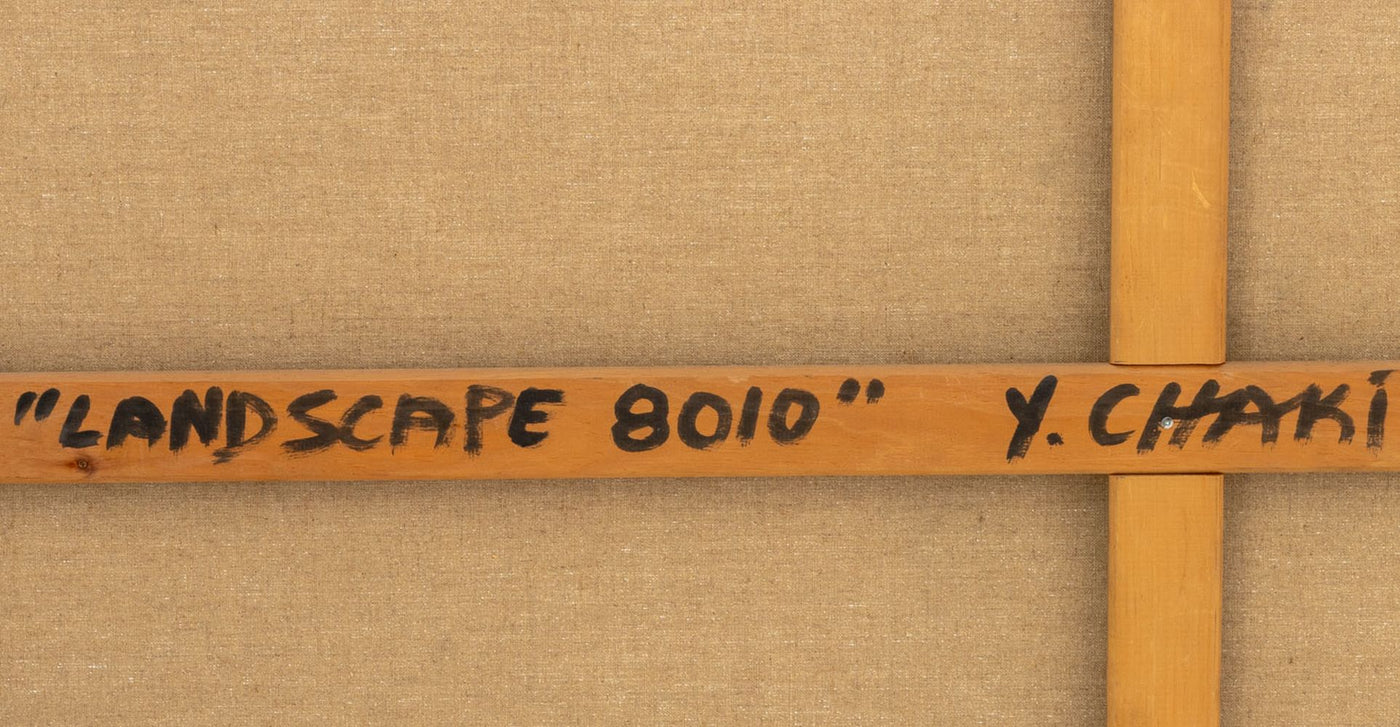 "LANDSCAPE 8010" Y. CHAKi